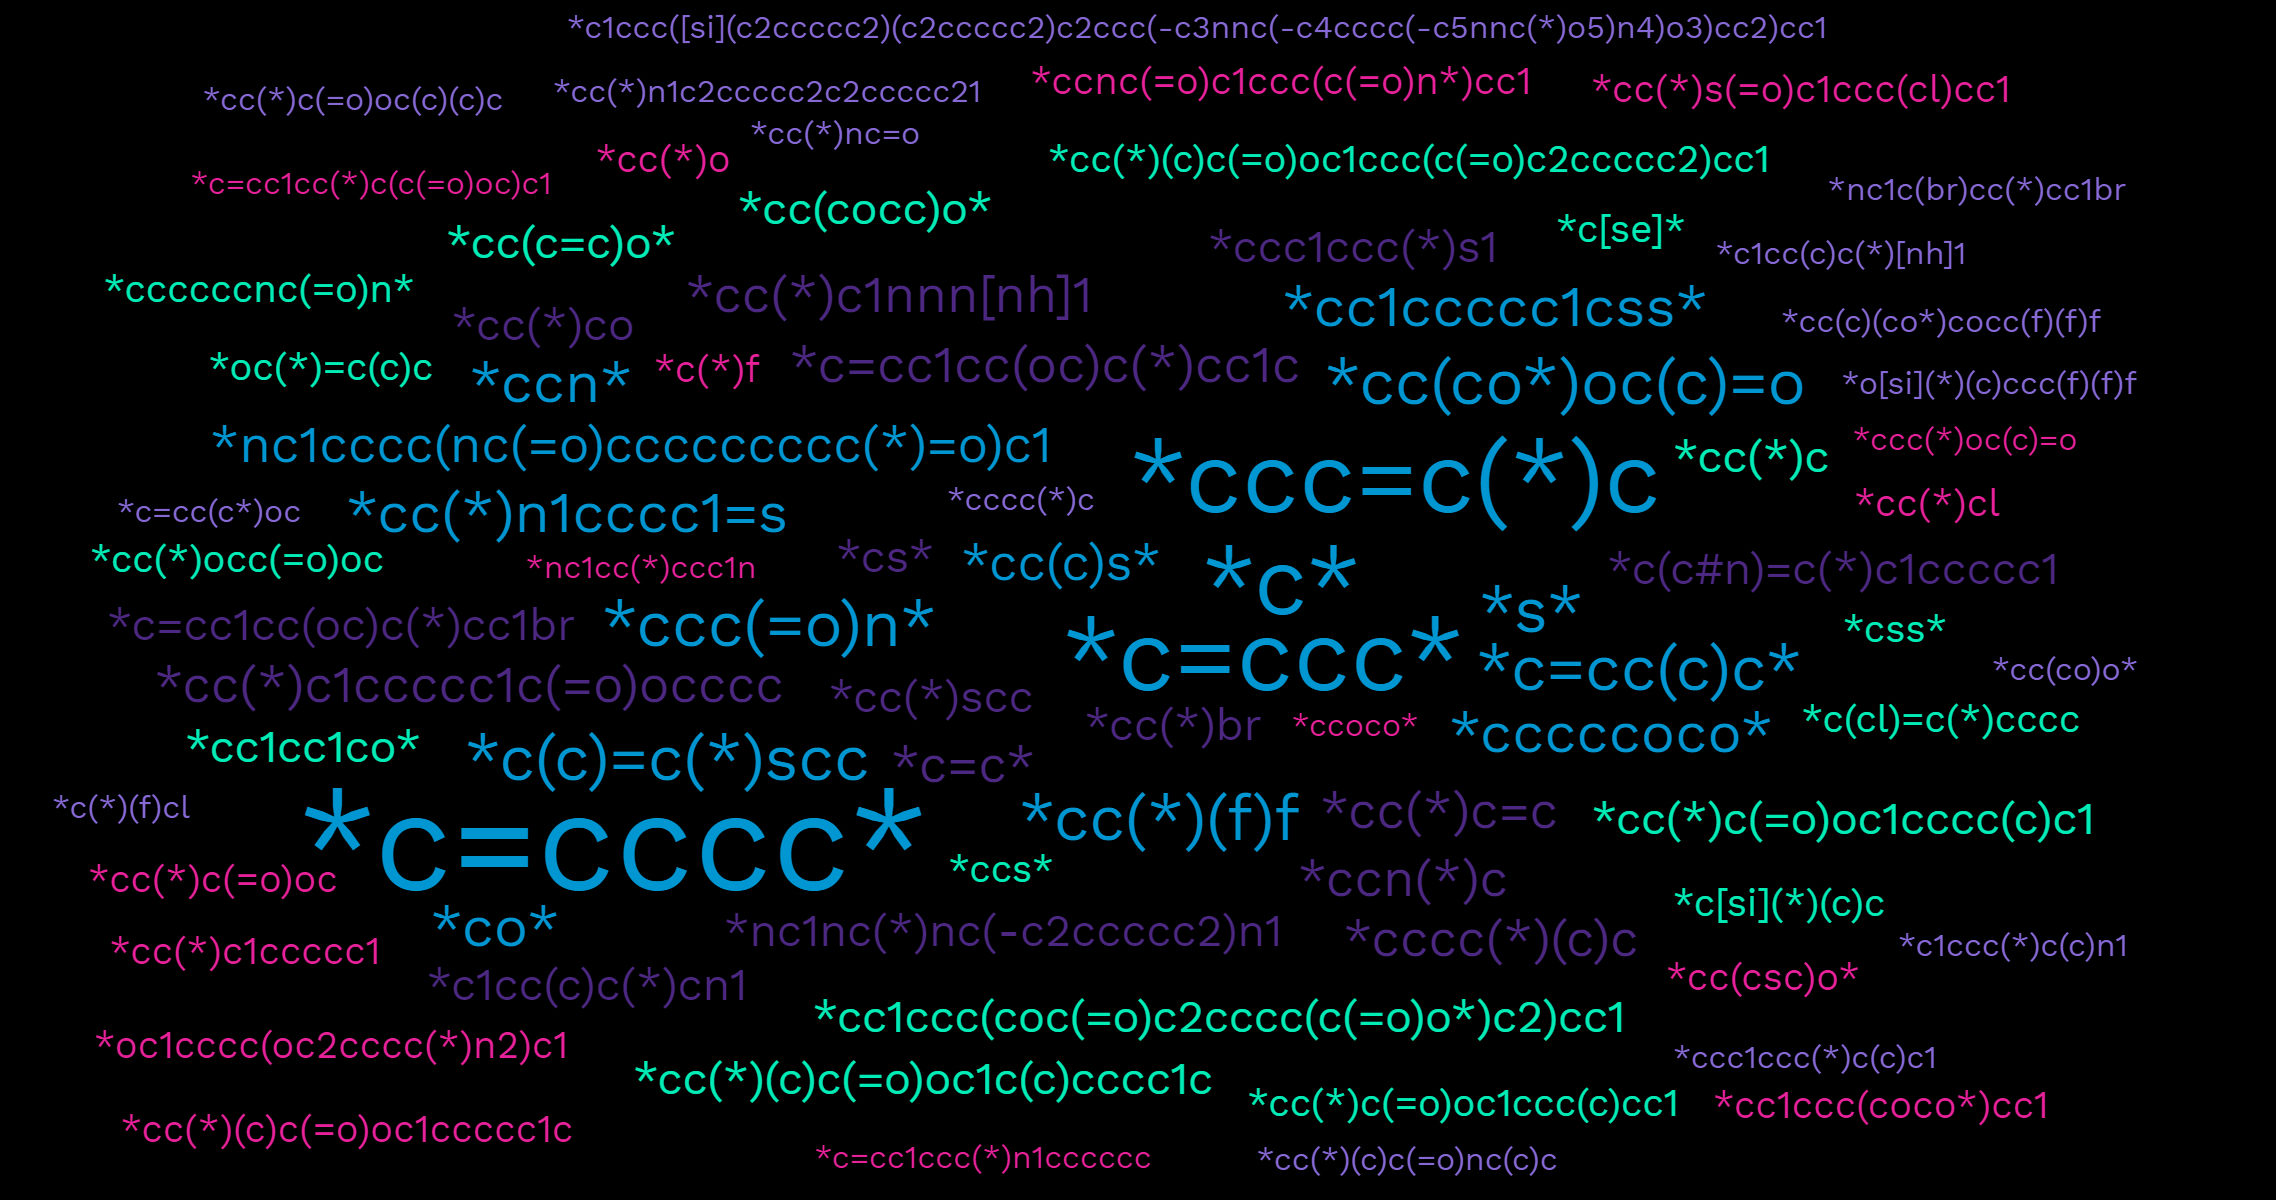 *c1ccc([si](c2ccccc2)(c2ccccc2)c2ccc(-c3nnc(-c4cccc(-c5nnc(*)o5)n4)o3)cc2)cc1
*cc(*)c(=o)oc(c)(c)c
*cc(*)n1c2ccccc2c2ccccc21
*ccnc(=o)c1ccc(c(=o)n*)cc1
*cc(*)s(=o)c1ccc(cl)cc1
*cc(*)nc=o
*cc(*)o
*cc(*)(c)c(=o)oc1ccc(c(=o)c2ccccc2)cc1
*c=cc1cc(*)c(c(=o)oc)c1
*nc1c(br)cc(*)cc1br
*cc(cocc)o*
*c[se]*
*cc(c=c)o*
*ccc1ccc(*)s1
*c1cc(c)c(*)[nh]1
*ccccccnc(=o)n*
*cc(*)c1nnn[nh]1
*cc1ccccc1css*
*cc(*)co
*cc(c)(co*)cocc(f)(f)f
*oc(*)=c(c)c
*ccn*
*c(*)f
*c=cc1cc(oc)c(*)cc1c
*cc(co*)oc(c)=o
*o[si](*)(c)ccc(f)(f)f
*nc1cccc(nc(=o)ccccccccc(*)=o)c1
*ccc=c(*)c
*cc(*)c
*ccc(*)oc(c)=o
*c=cc(c*)oc
*cc(*)n1cccc1=s
*cccc(*)c
*cc(*)cl
*cc(*)occ(=o)oc
*nc1cc(*)ccc1n
*cs*
*cc(c)s*
*c*
*c(c#n)=c(*)c1ccccc1
*c=cc1cc(oc)c(*)cc1br
*ccc(=o)n*
*s*
*css*
*c=ccc*
*c=cc(c)c*
*cc(co)o*
*cc(*)c1ccccc1c(=o)occcc
*cc(*)scc
*cc(*)br
*ccoco*
*cccccoco*
*c(cl)=c(*)cccc
*cc1cc1co*
*c(c)=c(*)scc
*c=c*
*c(*)(f)cl
*c=cccc*
*cc(*)(f)f
*cc(*)c=c
*cc(*)c(=o)oc1cccc(c)c1
*cc(*)c(=o)oc
*ccs*
*ccn(*)c
*c[si](*)(c)c
*co*
*nc1nc(*)nc(-c2ccccc2)n1
*cccc(*)(c)c
*cc(*)c1ccccc1
*c1ccc(*)c(c)n1
*c1cc(c)c(*)cn1
*cc(csc)o*
*cc1ccc(coc(=o)c2cccc(c(=o)o*)c2)cc1
*oc1cccc(oc2cccc(*)n2)c1
*ccc1ccc(*)c(c)c1
*cc(*)(c)c(=o)oc1c(c)cccc1c
*cc(*)c(=o)oc1ccc(c)cc1
*cc1ccc(coco*)cc1
*cc(*)(c)c(=o)oc1ccccc1c
*c=cc1ccc(*)n1cccccc
*cc(*)(c)c(=o)nc(c)c